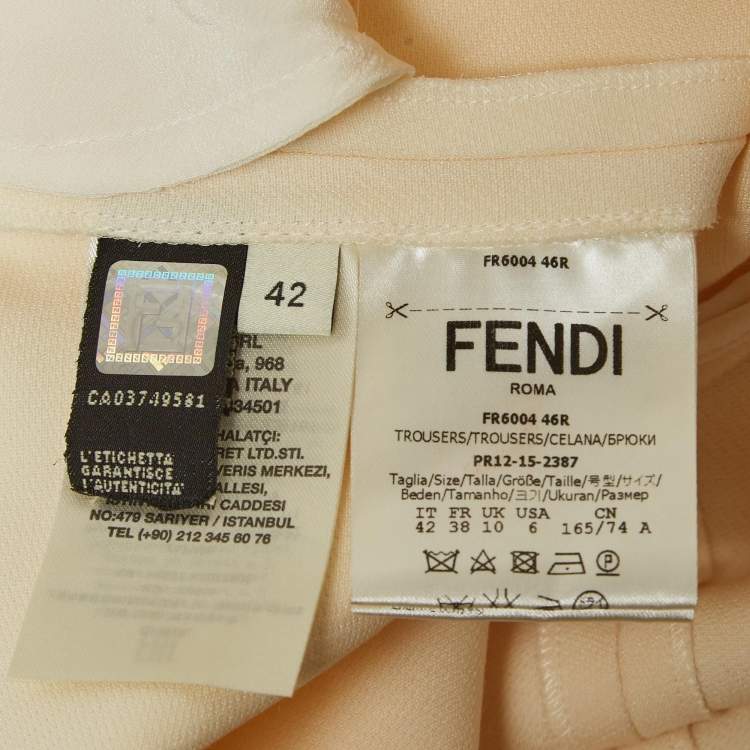 CA03749581
L'ETICHETTA
GARANTISCE
L'AUTENTICITA'
42
968
ITALY
34501
HALATÇI:
RET LTD.STI.
VERIS MERKEZI,
CADDESI
NO:479 SARIYER / ISTANBUL
TEL (+90) 212 345 60 76
FR6004 46R
FENDI
ROMA
FR6004 46R
TROUSERS/TROUSERS/CELANA/БРЮКИ
PR12-15-2387
Taglia/Size/Talla/Größe/Taille/号型/サイズ/
Beden/Tamanho/크기/Ukuran/Размер
IT FR UK USA CN
42 38 10 6 165/74 A
P